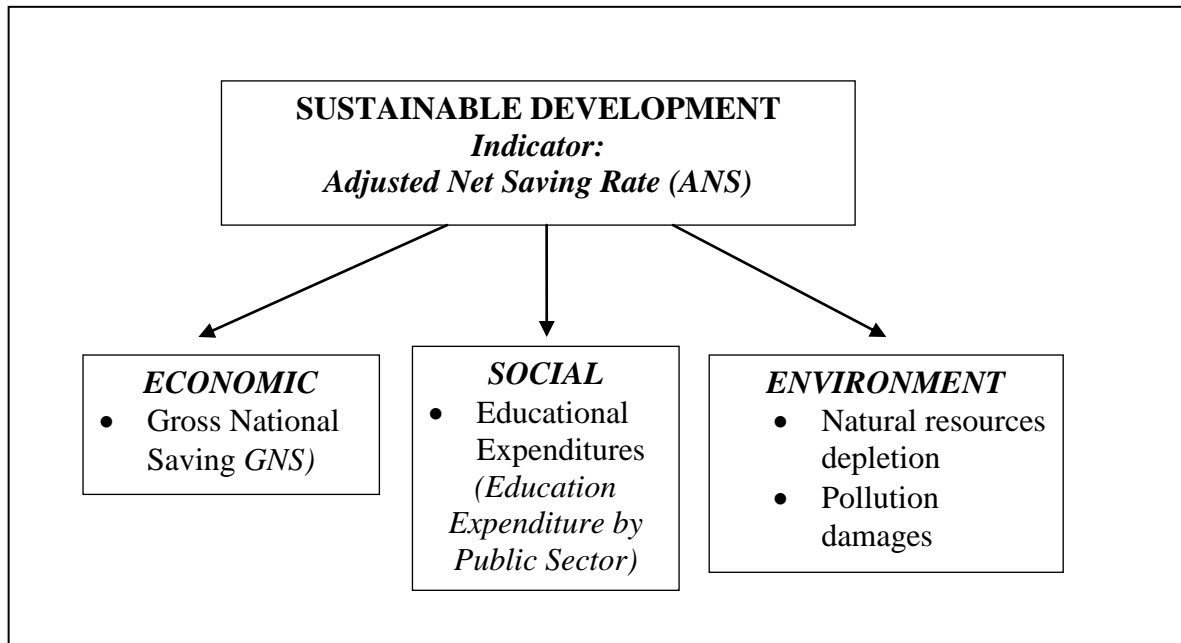 SUSTAINABLE DEVELOPMENT
Indicator:
Adjusted Net Saving Rate (ANS)
ECONOMIC
• Gross National
Saving GNS)
SOCIAL
• Educational
Expenditures
(Education
Expenditure by
Public Sector)
ENVIRONMENT
• Natural resources
depletion
• Pollution
damages